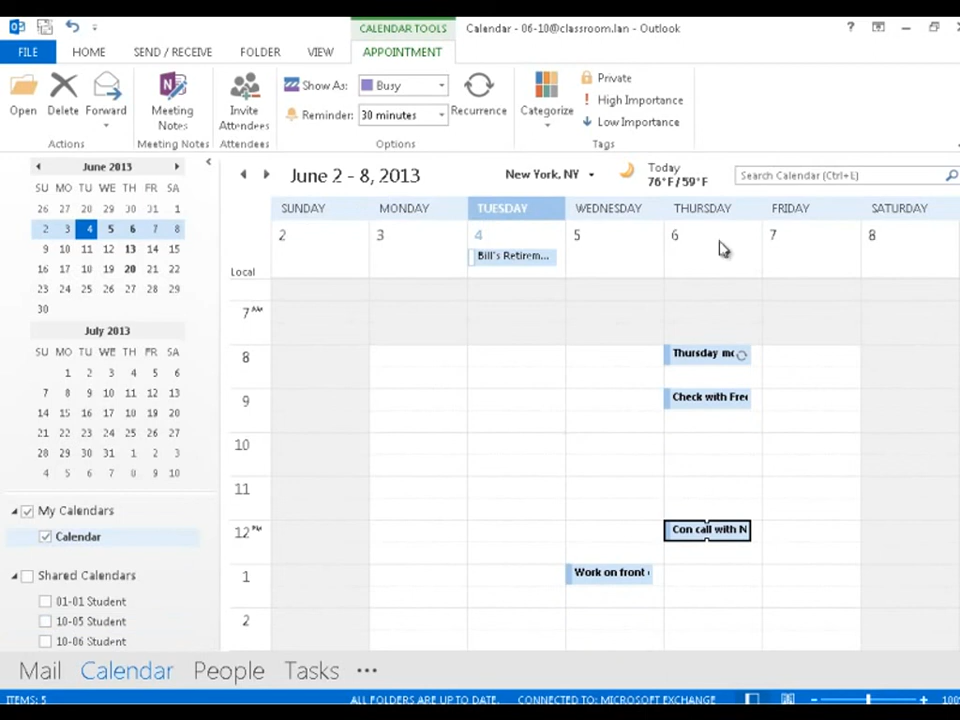 CALENDAR TOOLS
Calendar - 06-10@classroom.lan - Outlook
?
FILE HOME SEND / RECEIVE FOLDER VIEW APPOINTMENT
Open Delete Forward
Actions
Meeting Notes
Meeting Notes
Invite Attendees
Attendees
Show As: Busy
Reminder: 30 minutes
Recurrence
Options
Categorize
Private
High Importance
Low Importance
Tags
June 2013
SU MO TU WE TH FR SA
26 27 28 29 30 31 1
2 3 4 5 6 7 8
9 10 11 12 13 14 15
16 17 18 19 20 21 22
23 24 25 26 27 28 29
30
July 2013
SU MO TU WE TH FR SA
1 2 3 4 5 6
7 8 9 10 11 12 13
14 15 16 17 18 19 20
21 22 23 24 25 26 27
28 29 30 31 1 2 3
4 5 6 7 8 9 10
My Calendars
Calendar
Shared Calendars
01-01 Student
10-05 Student
10-06 Student
June 2 - 8, 2013
New York, NY
Today
76°F/59°F
Search Calendar (Ctrl+E)
SUNDAY MONDAY TUESDAY WEDNESDAY THURSDAY FRIDAY SATURDAY
2 3 4 5 6 7 8
Bill's Retirem...
Local
7 AM
8
Thursday mo
9
Check with Fre
10
11
12 PM
Con call with N
1
Work on front
2
Mail Calendar People Tasks •••
ITEMS: 5
ALL FOLDERS ARE UP TO DATE.
CONNECTED TO: MICROSOFT EXCHANGE
100